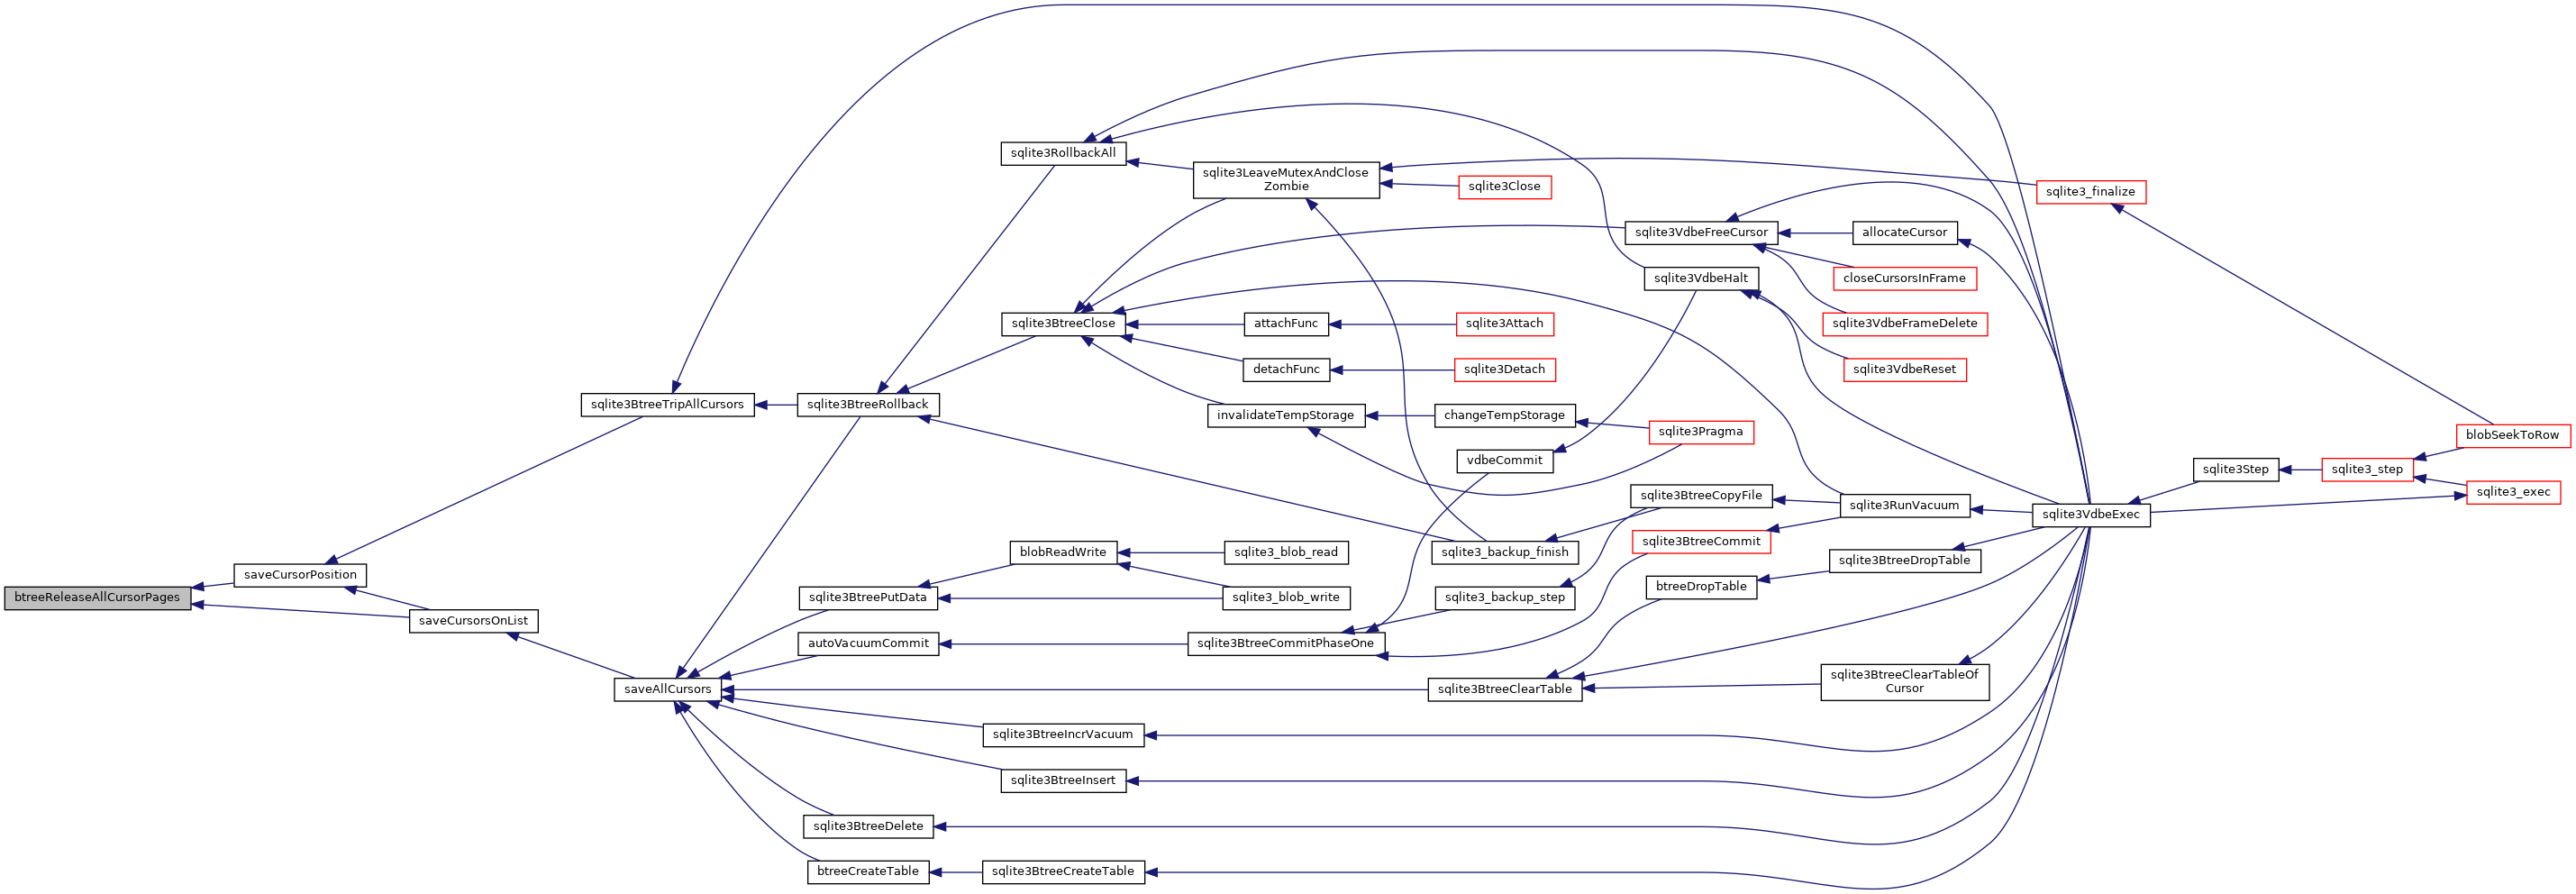 sqlite3RollbackAll
sqlite3LeaveMutexAndClose
Zombie
sqlite3Close
sqlite3_finalize
sqlite3VdbeFreeCursor
allocateCursor
sqlite3VdbeHalt
closeCursorsInFrame
sqlite3BtreeClose
attachFunc
sqlite3Attach
sqlite3VdbeFrameDelete
detachFunc
sqlite3Detach
sqlite3VdbeReset
sqlite3BtreeTripAllCursors
sqlite3BtreeRollback
invalidateTempStorage
changeTempStorage
sqlite3Pragma
blobSeekToRow
vdbeCommit
sqlite3Step
sqlite3_step
sqlite3BtreeCopyFile
sqlite3RunVacuum
sqlite3_exec
sqlite3VdbeExec
blobReadWrite
sqlite3_blob_read
sqlite3_backup_finish
sqlite3BtreeCommit
sqlite3BtreeDropTable
saveCursorPosition
btreeDropTable
btreeReleaseAllCursorPages
sqlite3BtreePutData
sqlite3_blob_write
sqlite3_backup_step
saveCursorsOnList
autoVacuumCommit
sqlite3BtreeCommitPhaseOne
saveAllCursors
sqlite3BtreeClearTable
sqlite3BtreeClearTableOf
Cursor
sqlite3BtreeIncrVacuum
sqlite3BtreeInsert
sqlite3BtreeDelete
btreeCreateTable
sqlite3BtreeCreateTable